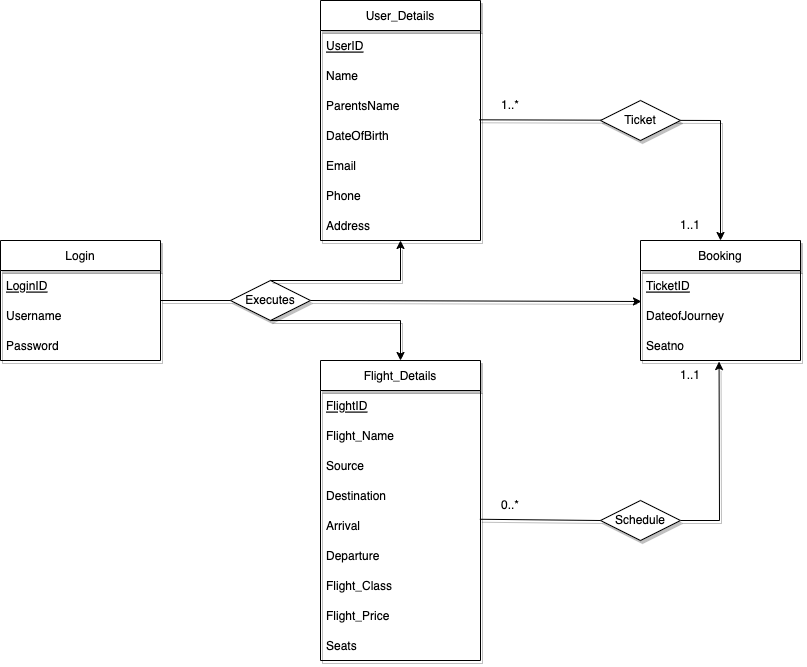 User_Details
UserID
Name
ParentsName
DateOfBirth
Email
Phone
Address
1..*
Ticket
1..1
Login
LoginID
Username
Password
Executes
Booking
TicketID
DateofJourney
Seatno
1..1
Flight_Details
FlightID
Flight_Name
Source
Destination
Arrival
Departure
Flight_Class
Flight_Price
Seats
0..*
Schedule